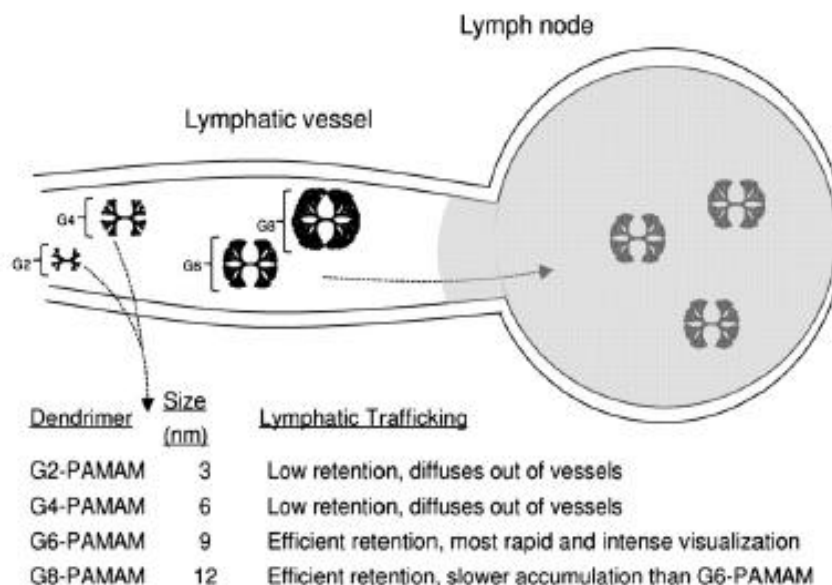 Lymph node
Lymphatic vessel
G4
G2
G6
G8
Dendrimer Size (nm) Lymphatic Trafficking
G2-PAMAM 3 Low retention, diffuses out of vessels
G4-PAMAM 6 Low retention, diffuses out of vessels
G6-PAMAM 9 Efficient retention, most rapid and intense visualization
G8-PAMAM 12 Efficient retention, slower accumulation than G6-PAMAM